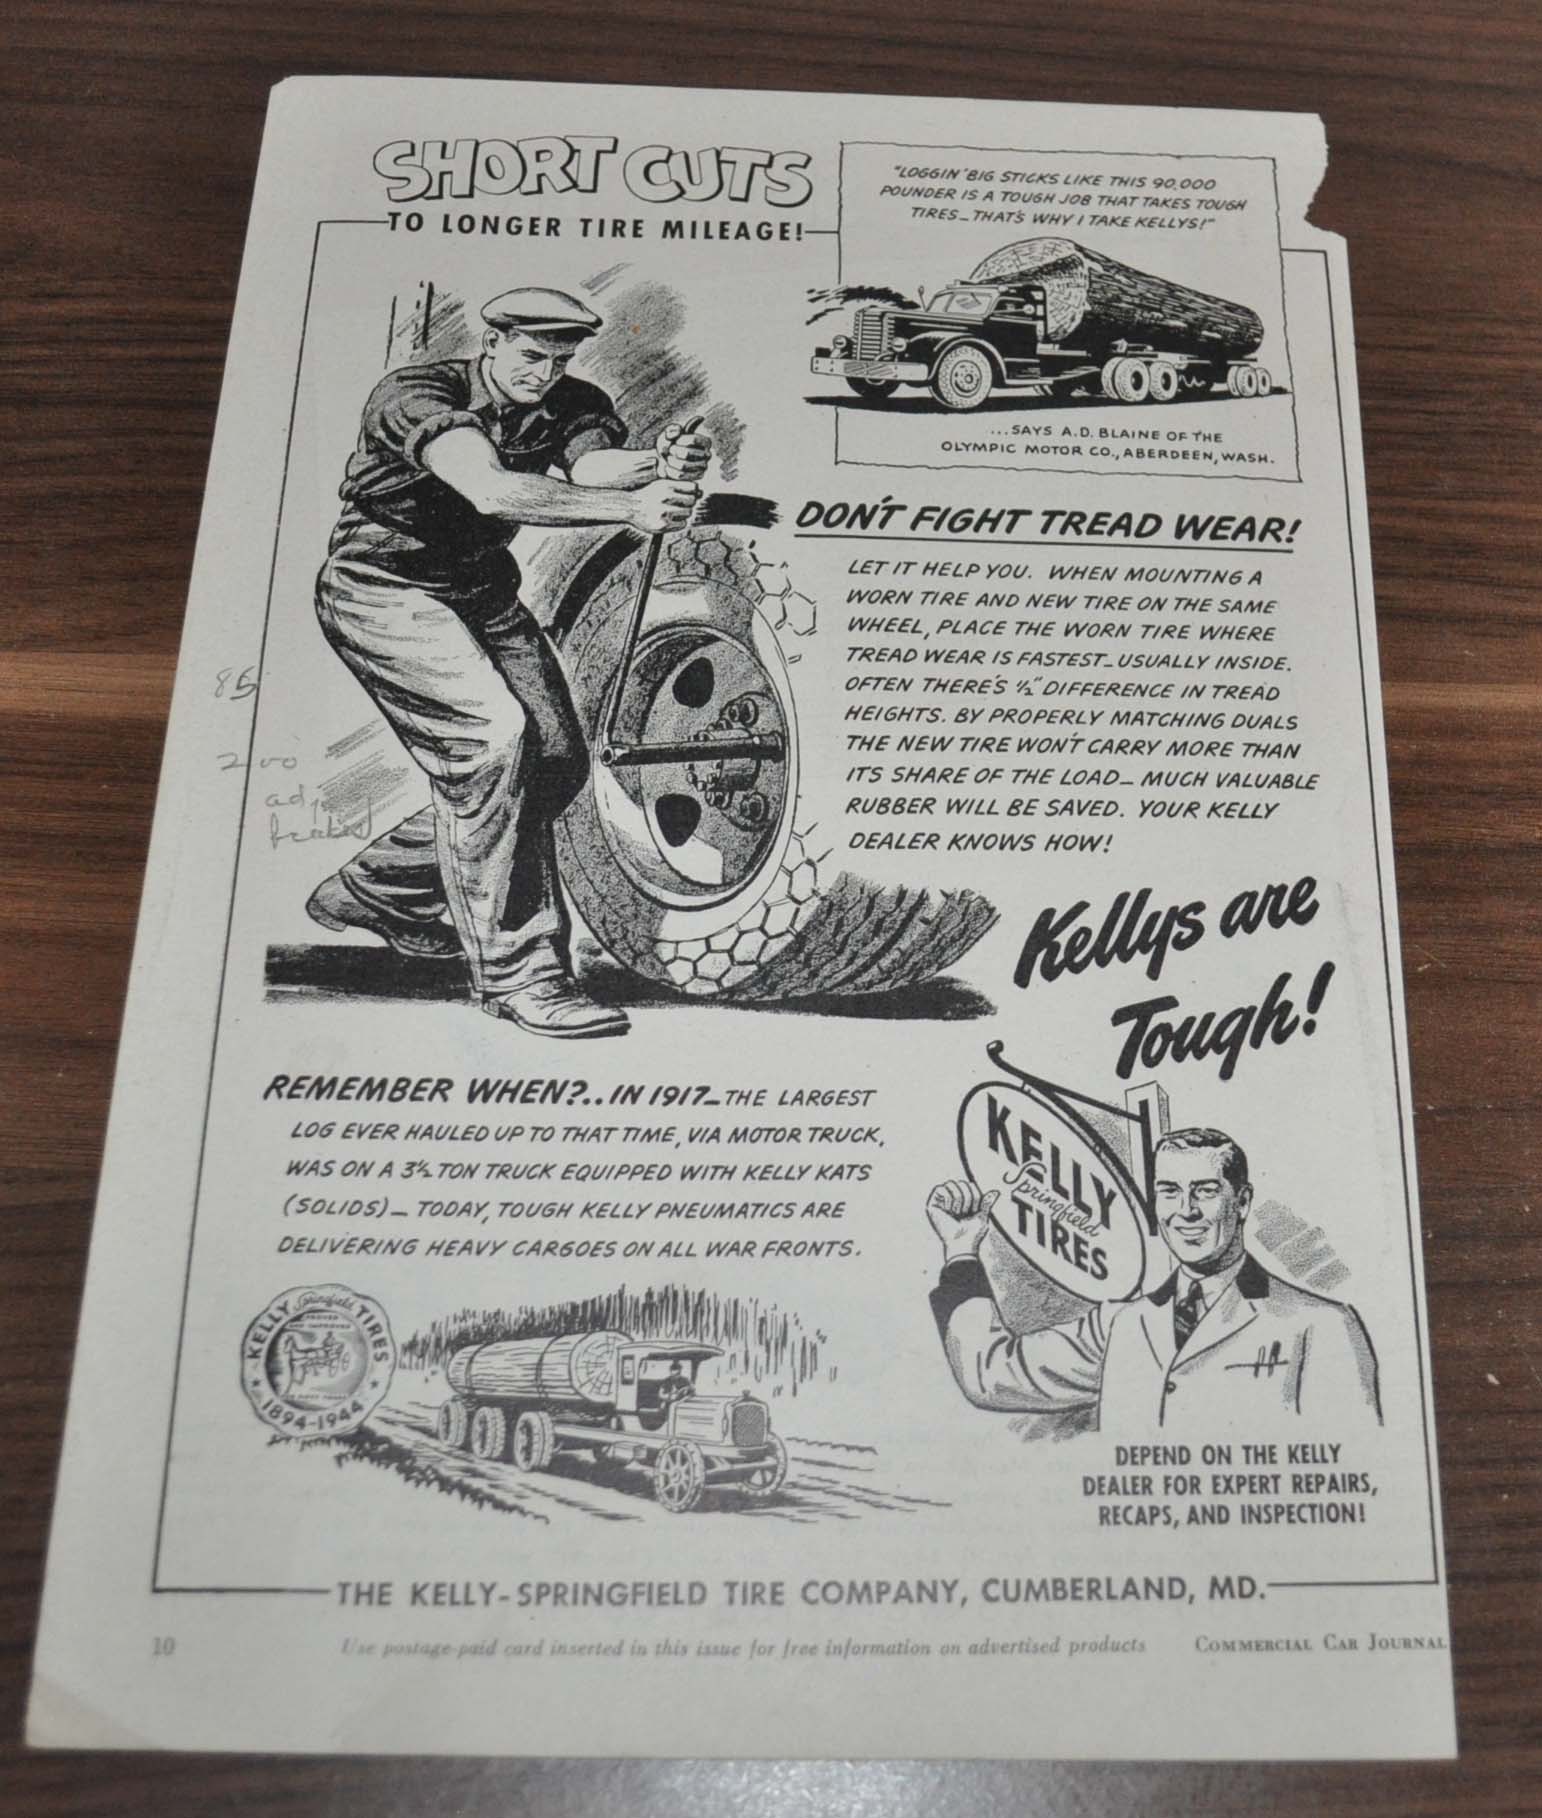 SHORT CUTS
TO LONGER TIRE MILEAGE!
"LOGGIN' BIG STICKS LIKE THIS 90,000
POUNDER IS A TOUGH JOB THAT TAKES TOUGH
TIRES_THAT'S WHY I TAKE KELLYS!"
...SAYS A.D. BLAINE OF THE
OLYMPIC MOTOR CO., ABERDEEN, WASH.
DON'T FIGHT TREAD WEAR!
LET IT HELP YOU. WHEN MOUNTING A
WORN TIRE AND NEW TIRE ON THE SAME
WHEEL, PLACE THE WORN TIRE WHERE
TREAD WEAR IS FASTEST_USUALLY INSIDE.
OFTEN THERE'S ½" DIFFERENCE IN TREAD
HEIGHTS. BY PROPERLY MATCHING DUALS
THE NEW TIRE WON'T CARRY MORE THAN
ITS SHARE OF THE LOAD_ MUCH VALUABLE
RUBBER WILL BE SAVED. YOUR KELLY
DEALER KNOWS HOW!
85
200
adj
Kellys are
Tough!
REMEMBER WHEN?..IN 1917_THE LARGEST
LOG EVER HAULED UP TO THAT TIME, VIA MOTOR TRUCK,
WAS ON A 3½ TON TRUCK EQUIPPED WITH KELLY KATS
(SOLIDS)_ TODAY, TOUGH KELLY PNEUMATICS ARE
DELIVERING HEAVY CARGOES ON ALL WAR FRONTS.
KELLY
Springfield
TIRES
KELLY Springfield TIRES
1894-1944
DEPEND ON THE KELLY
DEALER FOR EXPERT REPAIRS,
RECAPS, AND INSPECTION!
THE KELLY-SPRINGFIELD TIRE COMPANY, CUMBERLAND, MD.
10
Use postage-paid card inserted in this issue for free information on advertised products
COMMERCIAL CAR JOURNAL